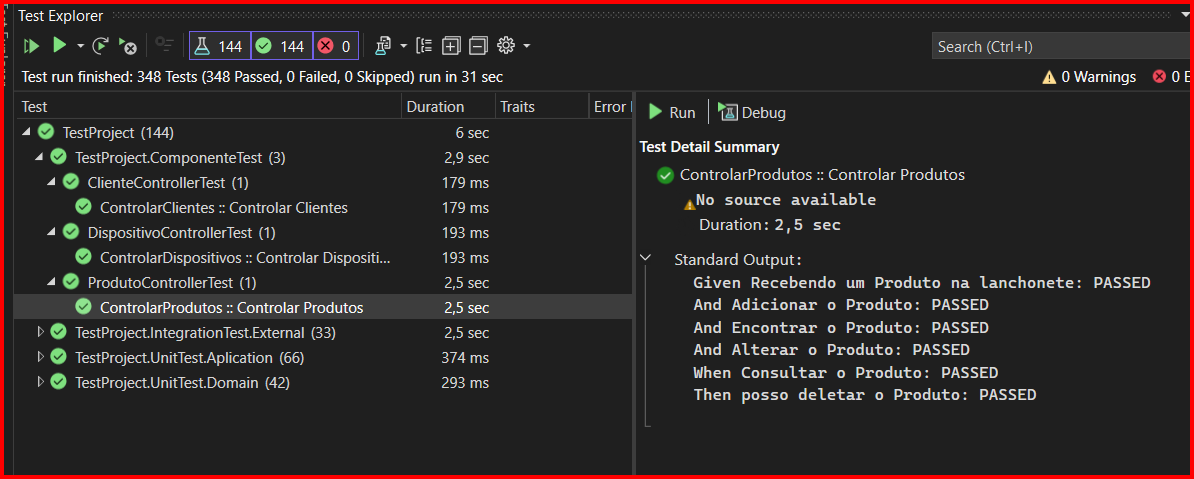 Test Explorer
144 144 0
Search (Ctrl+I)
Test run finished: 348 Tests (348 Passed, 0 Failed, 0 Skipped) run in 31 sec
0 Warnings 0 E
Test Duration Traits Error
TestProject (144) 6 sec
TestProject.ComponenteTest (3) 2,9 sec
ClienteControllerTest (1) 179 ms
ControlarClientes :: Controlar Clientes 179 ms
DispositivoControllerTest (1) 193 ms
ControlarDispositivos :: Controlar Dispositi... 193 ms
ProdutoControllerTest (1) 2,5 sec
ControlarProdutos :: Controlar Produtos 2,5 sec
TestProject.IntegrationTest.External (33) 2,5 sec
TestProject.UnitTest.Aplication (66) 374 ms
TestProject.UnitTest.Domain (42) 293 ms
Run Debug
Test Detail Summary
ControlarProdutos :: Controlar Produtos
No source available
Duration: 2,5 sec
Standard Output:
Given Recebendo um Produto na lanchonete: PASSED
And Adicionar o Produto: PASSED
And Encontrar o Produto: PASSED
And Alterar o Produto: PASSED
When Consultar o Produto: PASSED
Then posso deletar o Produto: PASSED